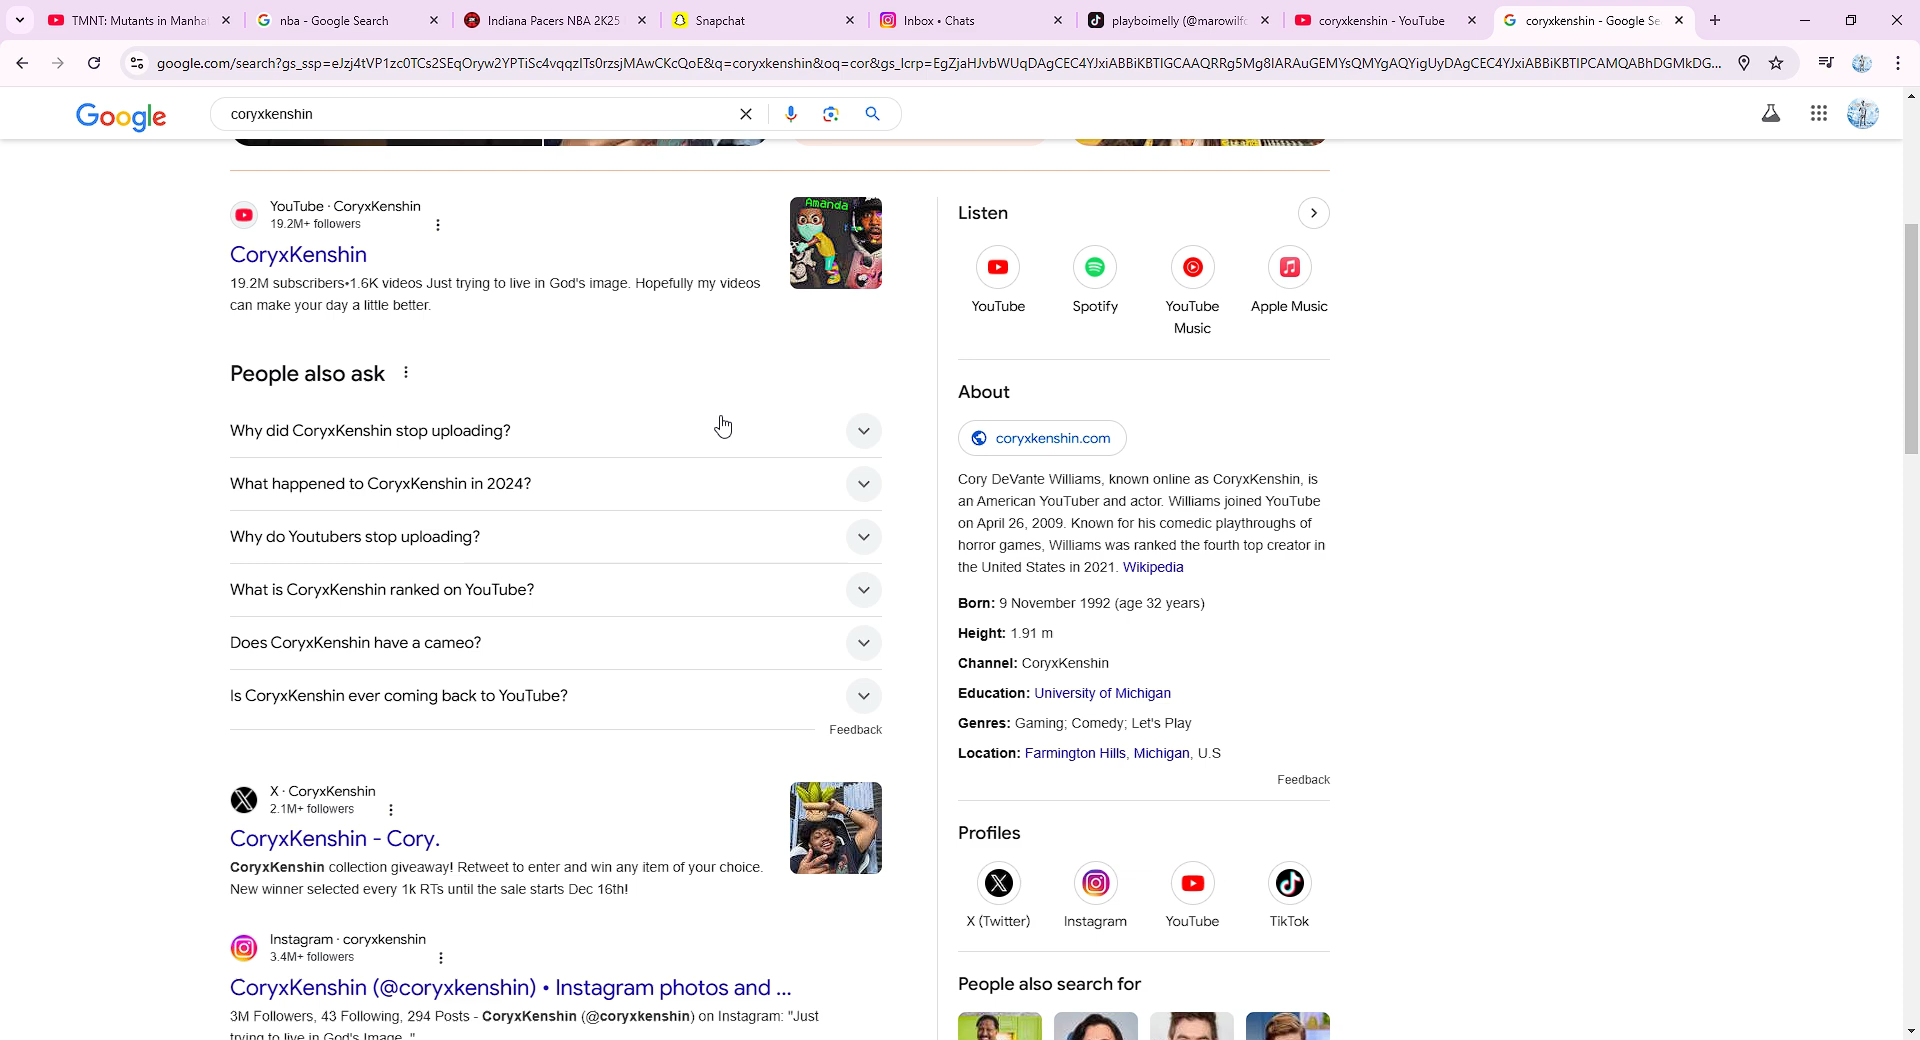 TMNT: Mutants in Manha
nba - Google Search
Indiana Pacers NBA 2K25
Snapchat
Inbox • Chats
playboimelly (@marowilfo
coryxkenshin - YouTube
coryxkenshin - Google Se
google.com/search?gs_ssp=eJzj4tVP1zc0TCs2SEqOryw2YPTiSc4vqqzITs0rzsjMAwCKcQoE&q=coryxkenshin&oq=cor&gs_lcrp=EgZjaHJvbWUqDAgCEC4YJxiABBiKBTIGCAAQRRg5Mg8IARAuGEMYsQMYgAQYigUyDAgCEC4YJxiABBiKBTIPCAMQABhDGMkDG...
Google
coryxkenshin
YouTube · CoryxKenshin
19.2M+ followers
CoryxKenshin
19.2M subscribers•1.6K videos Just trying to live in God's image. Hopefully my videos
can make your day a little better.
Amanda
People also ask
Why did CoryxKenshin stop uploading?
What happened to CoryxKenshin in 2024?
Why do Youtubers stop uploading?
What is CoryxKenshin ranked on YouTube?
Does CoryxKenshin have a cameo?
Is CoryxKenshin ever coming back to YouTube?
Feedback
X · CoryxKenshin
2.1M+ followers
CoryxKenshin - Cory.
CoryxKenshin collection giveaway! Retweet to enter and win any item of your choice.
New winner selected every 1k RTs until the sale starts Dec 16th!
Instagram · coryxkenshin
3.4M+ followers
CoryxKenshin (@coryxkenshin) • Instagram photos and ...
3M Followers, 43 Following, 294 Posts - CoryxKenshin (@coryxkenshin) on Instagram: "Just
trying to live in God's Image. "
Listen
YouTube
Spotify
YouTube
Music
Apple Music
About
coryxkenshin.com
Cory DeVante Williams, known online as CoryxKenshin, is
an American YouTuber and actor. Williams joined YouTube
on April 26, 2009. Known for his comedic playthroughs of
horror games, Williams was ranked the fourth top creator in
the United States in 2021. Wikipedia
Born: 9 November 1992 (age 32 years)
Height: 1.91 m
Channel: CoryxKenshin
Education: University of Michigan
Genres: Gaming; Comedy; Let's Play
Location: Farmington Hills, Michigan, U.S
Feedback
Profiles
X (Twitter)
Instagram
YouTube
TikTok
People also search for